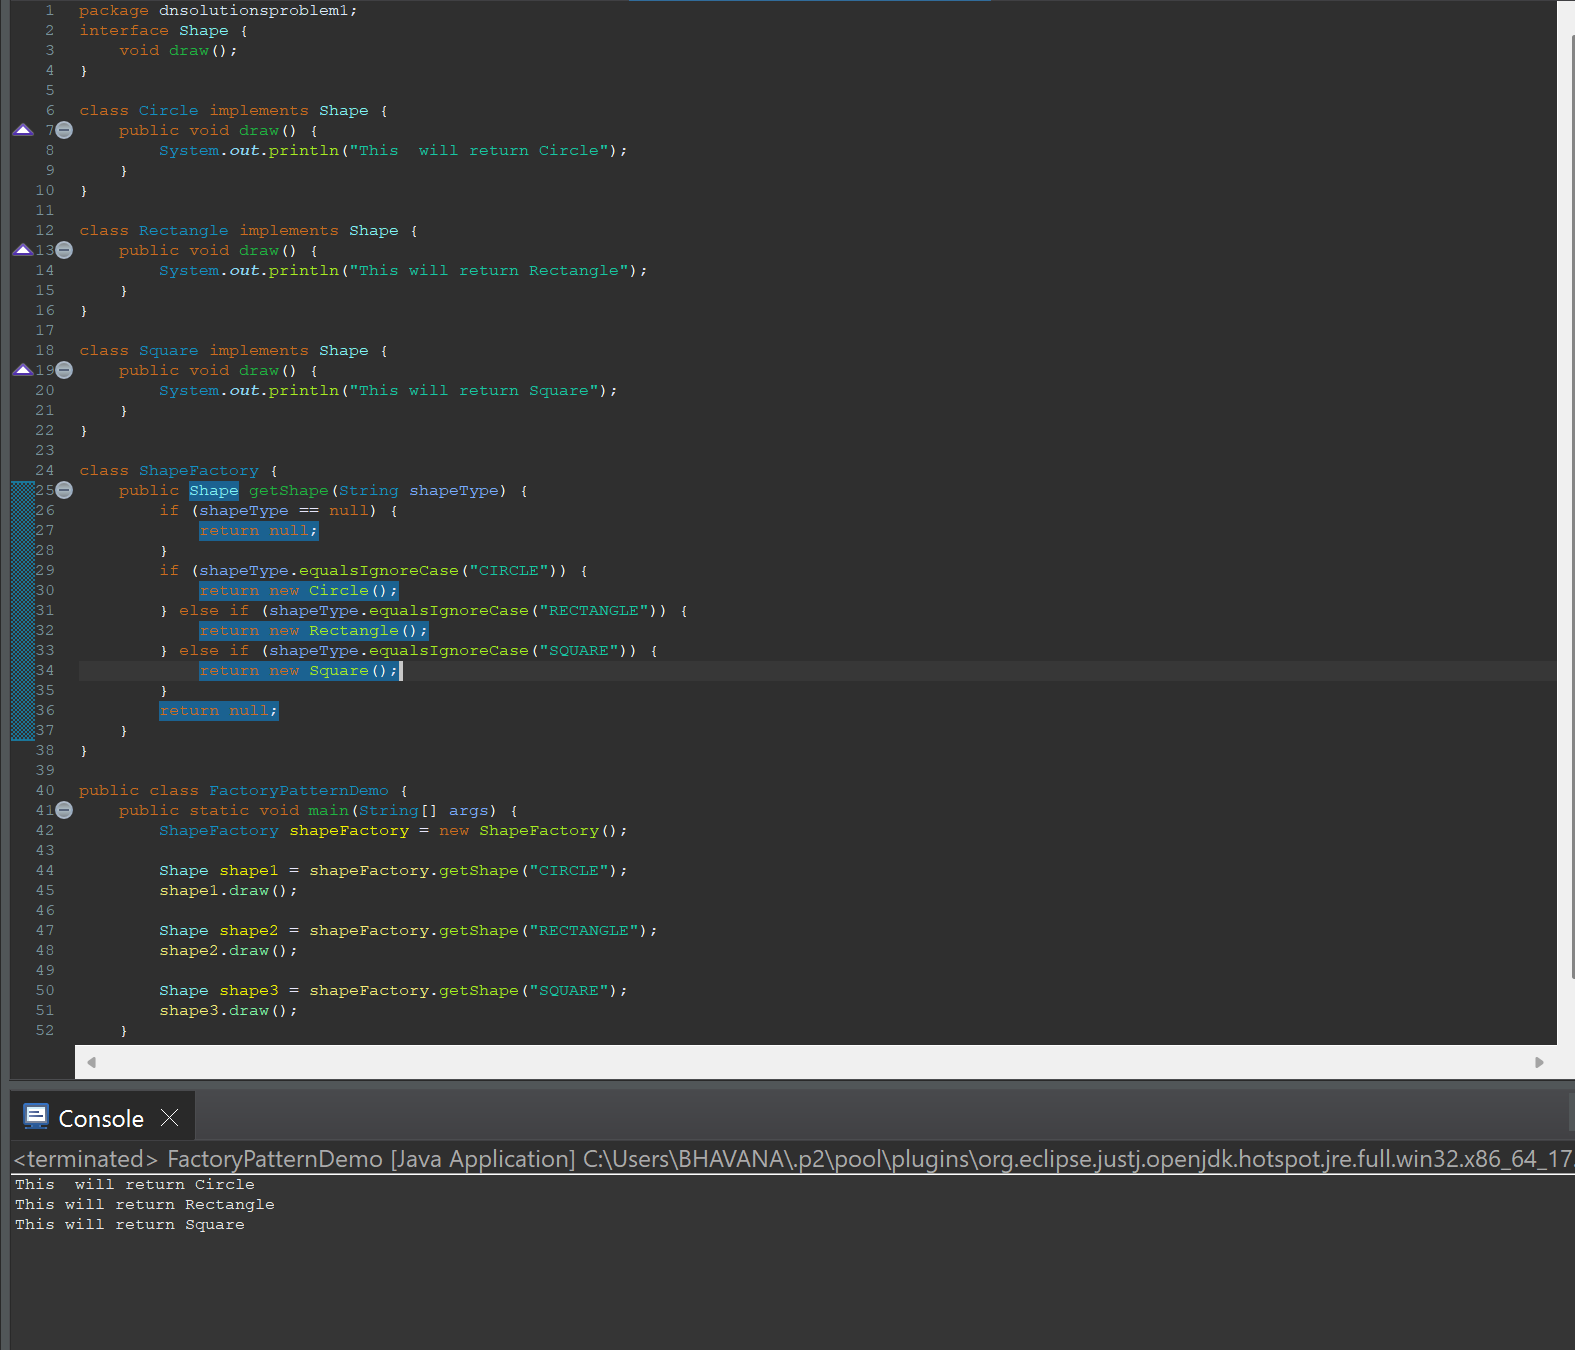 1 package dnsolutionsproblem1;
2 interface Shape {
3     void draw();
4 }
5
6 class Circle implements Shape {
7     public void draw() {
8         System.out.println("This  will return Circle");
9     }
10 }
11
12 class Rectangle implements Shape {
13     public void draw() {
14         System.out.println("This will return Rectangle");
15     }
16 }
17
18 class Square implements Shape {
19     public void draw() {
20         System.out.println("This will return Square");
21     }
22 }
23
24 class ShapeFactory {
25     public Shape getShape(String shapeType) {
26         if (shapeType == null) {
27             return null;
28         }
29         if (shapeType.equalsIgnoreCase("CIRCLE")) {
30             return new Circle();
31         } else if (shapeType.equalsIgnoreCase("RECTANGLE")) {
32             return new Rectangle();
33         } else if (shapeType.equalsIgnoreCase("SQUARE")) {
34             return new Square();
35         }
36         return null;
37     }
38 }
39
40 public class FactoryPatternDemo {
41     public static void main(String[] args) {
42         ShapeFactory shapeFactory = new ShapeFactory();
43
44         Shape shape1 = shapeFactory.getShape("CIRCLE");
45         shape1.draw();
46
47         Shape shape2 = shapeFactory.getShape("RECTANGLE");
48         shape2.draw();
49
50         Shape shape3 = shapeFactory.getShape("SQUARE");
51         shape3.draw();
52     }
Console
<terminated> FactoryPatternDemo [Java Application] C:\Users\BHAVANA\.p2\pool\plugins\org.eclipse.justj.openjdk.hotspot.jre.full.win32.x86_64_17.
This  will return Circle
This will return Rectangle
This will return Square